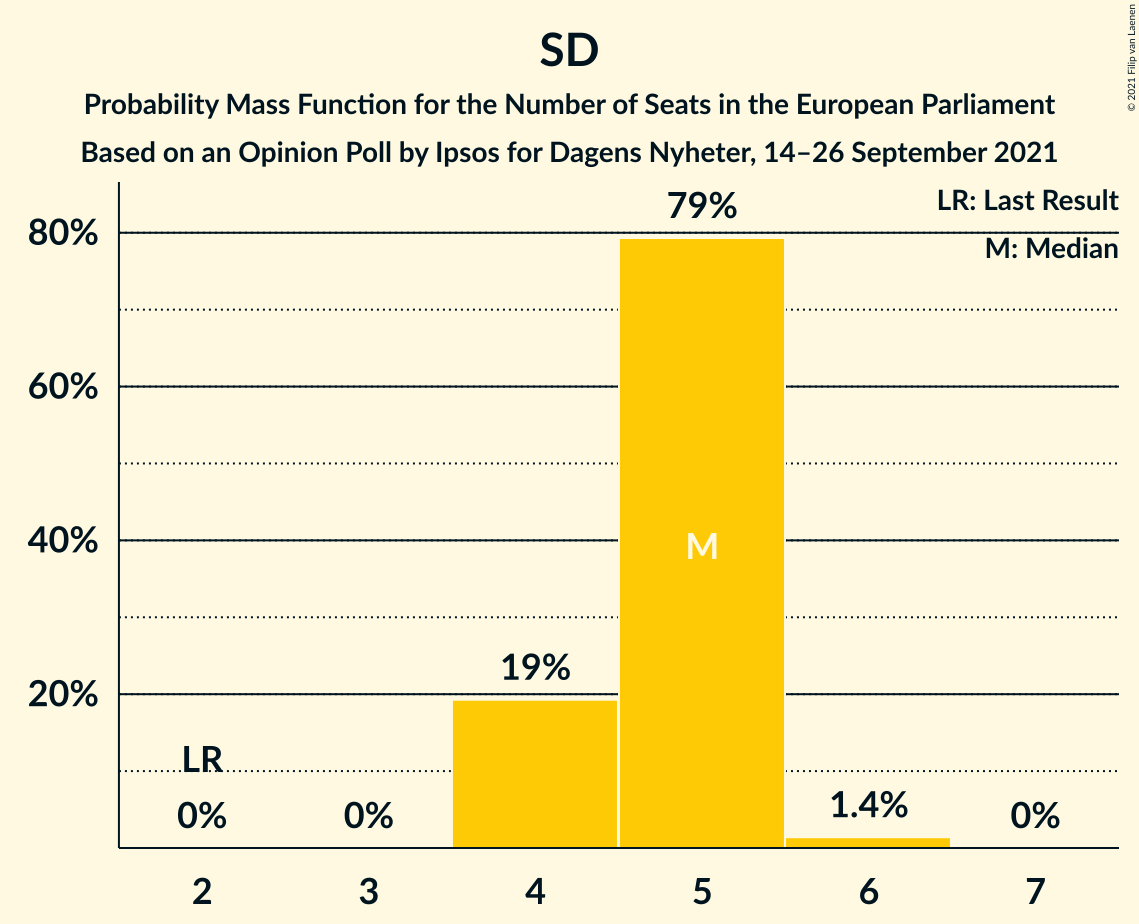 SD
Probability Mass Function for the Number of Seats in the European Parliament
Based on an Opinion Poll by Ipsos for Dagens Nyheter, 14–26 September 2021
© 2021 Filip van Laenen
LR: Last Result
M: Median
79%
80%
60%
40%
M
19%
20%
LR
0%
0%
1.4%
0%
2 3 4 5 6 7